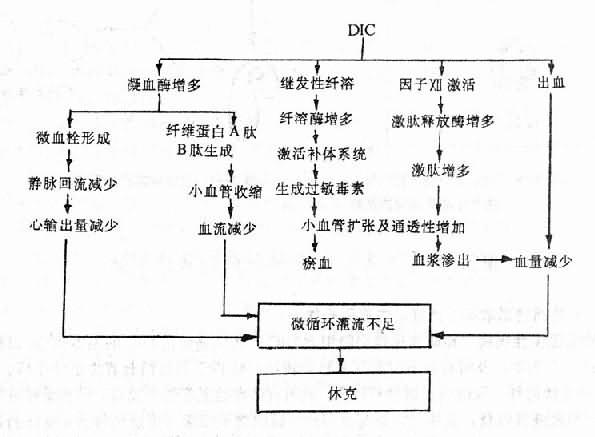 DIC
凝血酶增多 继发性纤溶 因子XII激活 出血
微血栓形成 纤维蛋白A肽 纤溶酶增多 激肽释放酶增多
B肽生成
静脉回流减少 小血管收缩 激活补体系统 激肽增多
心输出量减少 血流减少 生成过敏毒素
小血管扩张及通透性增加
瘀血 血浆渗出 血量减少
微循环灌流不足
休克